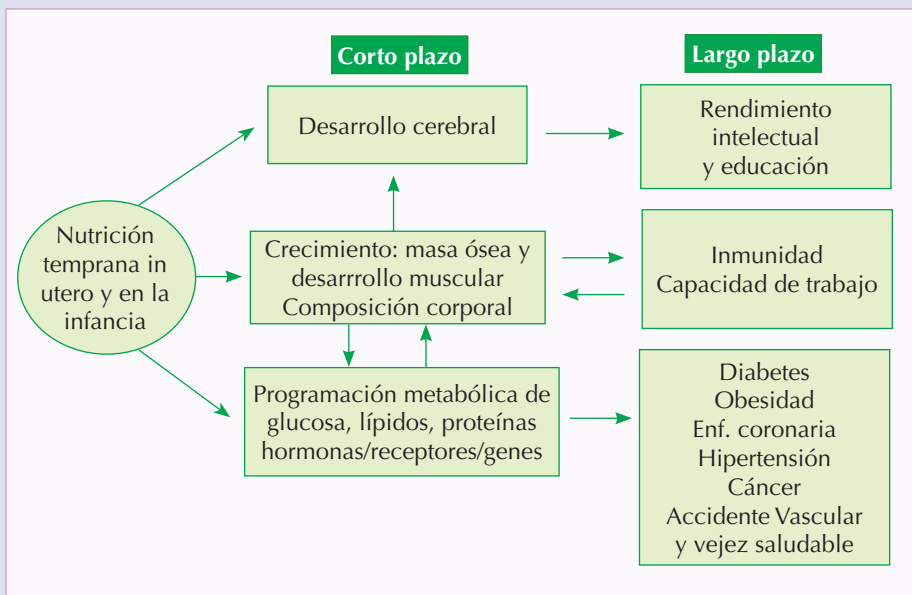 Corto plazo
Largo plazo
Desarrollo cerebral
Rendimiento
intelectual
y educación
Nutrición
temprana in
utero y en la
infancia
Crecimiento: masa ósea y
desarrrollo muscular
Composición corporal
Inmunidad
Capacidad de trabajo
Programación metabólica de
glucosa, lípidos, proteínas
hormonas/receptores/genes
Diabetes
Obesidad
Enf. coronaria
Hipertensión
Cáncer
Accidente Vascular
y vejez saludable